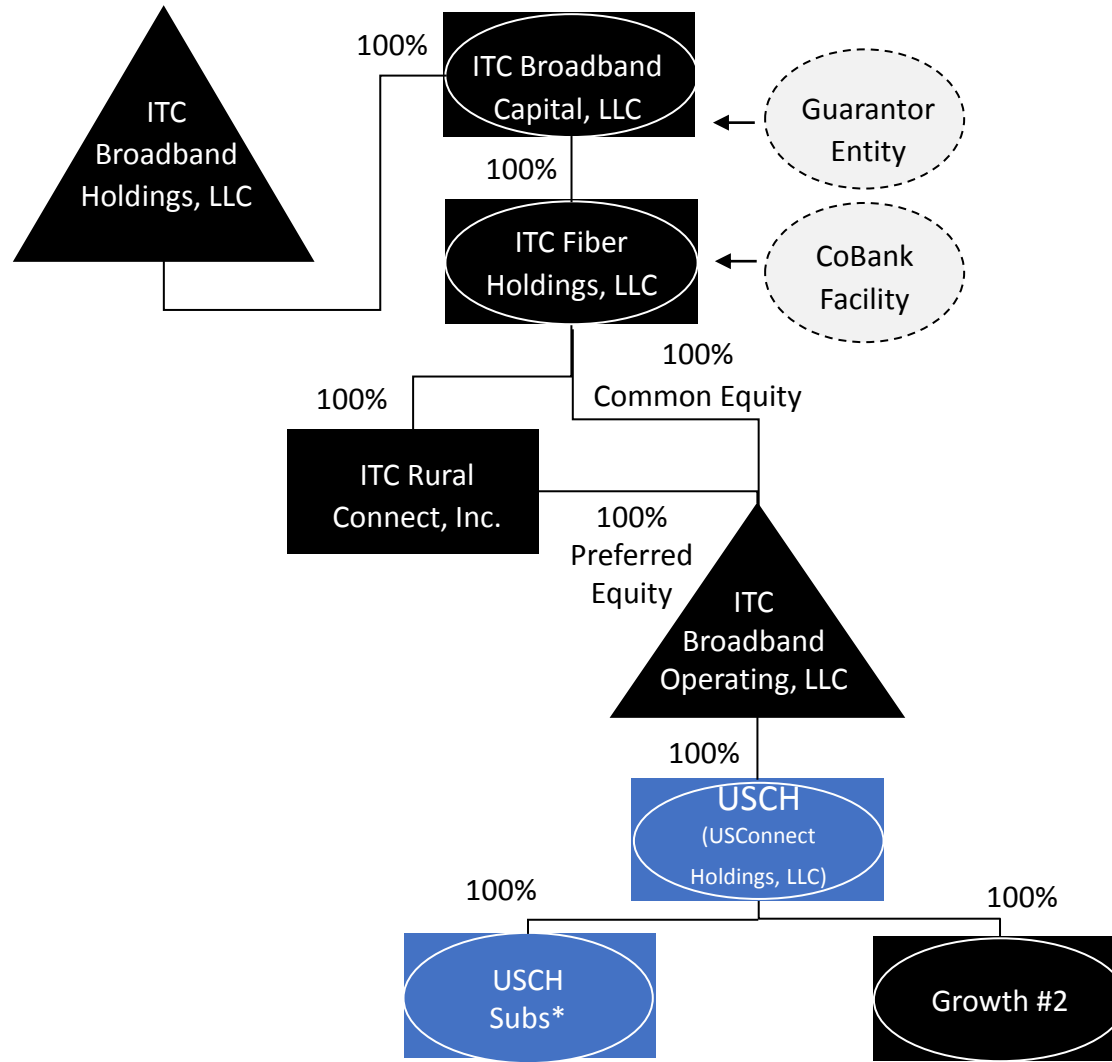 100%
ITC Broadband
Capital, LLC
ITC
Broadband
Holdings, LLC
Guarantor
Entity
100%
ITC Fiber
Holdings, LLC
CoBank
Facility
100%
Common Equity
100%
ITC Rural
Connect, Inc.
100%
Preferred
Equity
ITC
Broadband
Operating, LLC
100%
USCH
(USConnect
Holdings, LLC)
100%
100%
USCH
Subs*
Growth #2